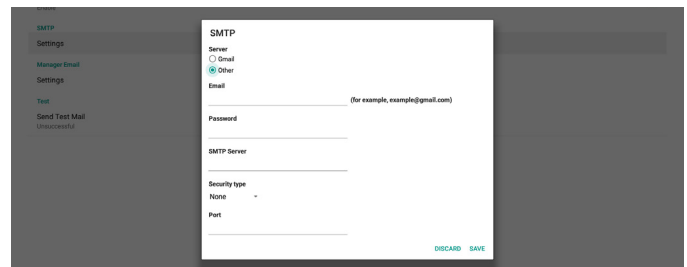 Enable
SMTP
Settings
Manager Email
Settings
Test
Send Test Mail
Unsuccessful
SMTP
Server
Gmail
Other
Email
(for example, example@gmail.com)
Password
SMTP Server
Security type
None
Port
DISCARD SAVE